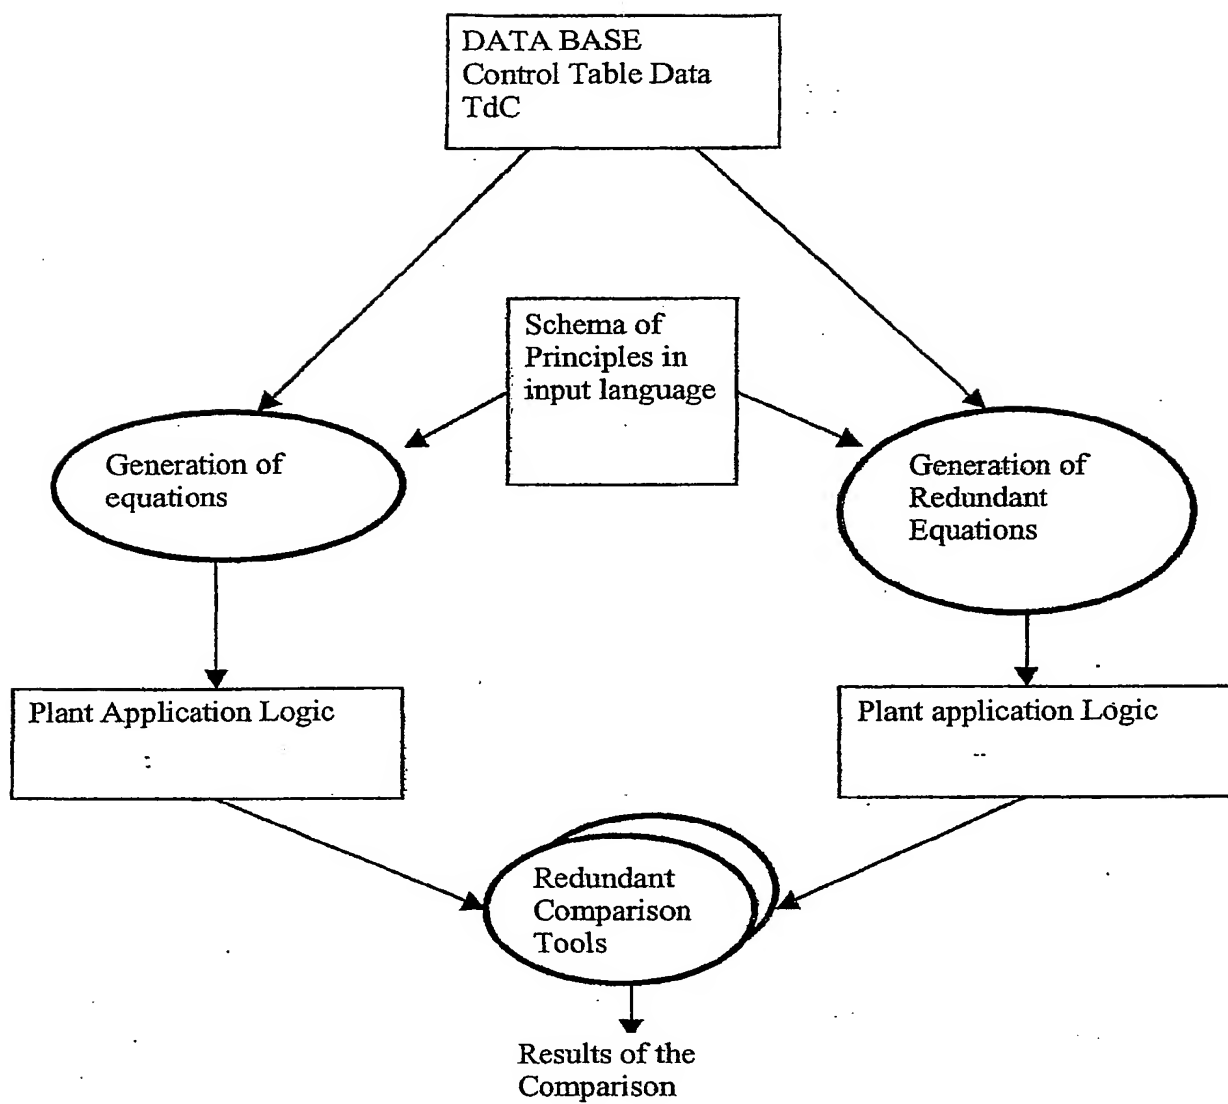 DATA BASE
Control Table Data
TdC
Schema of
Principles in
input language
Generation of
equations
Generation of
Redundant
Equations
Plant Application Logic
Plant application Logic
Redundant
Comparison
Tools
Results of the
Comparison